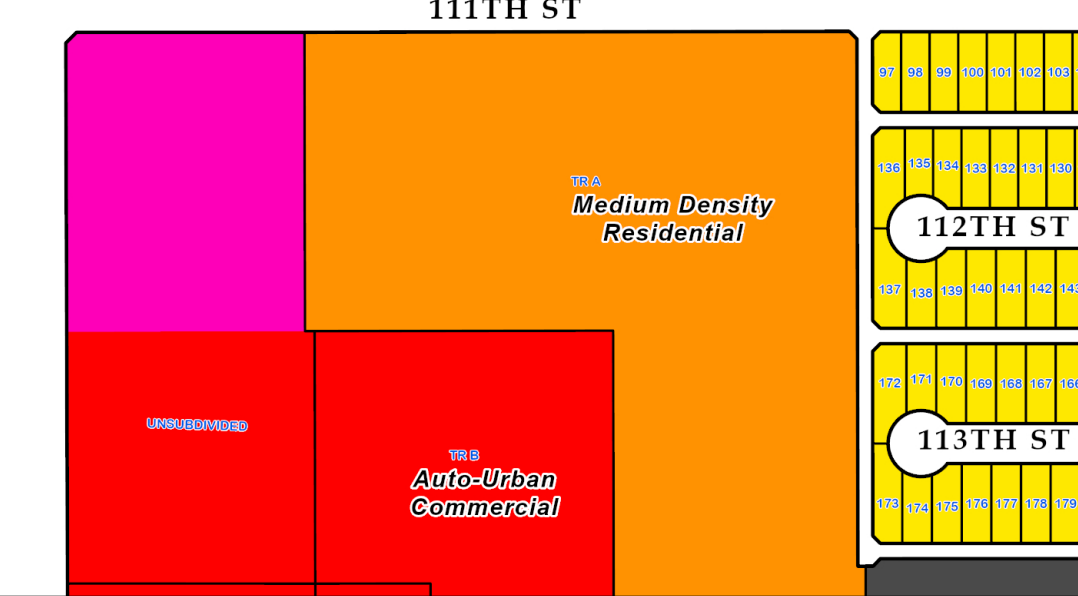 111TH ST
97 98 99 100 101 102 103
136 135 134 133 132 131 130
TR A
Medium Density
Residential
112TH ST
137 138 139 140 141 142 143
172 171 170 169 168 167 166
UNSUBDIVIDED
113TH ST
TR B
Auto-Urban
Commercial
173 174 175 176 177 178 179